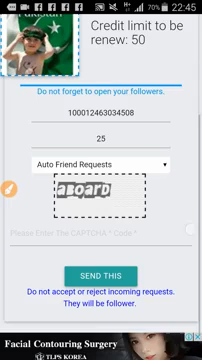 70% 22:45
Pakistan
Credit limit to be
renew: 50
Do not forget to open your followers.
100012463034508
25
Auto Friend Requests
ABOARD
Please Enter The CAPTCHA " Code "
SEND THIS
Do not accept or reject incoming requests.
They will be follower.
Facial Contouring Surgery
TLPS KOREA